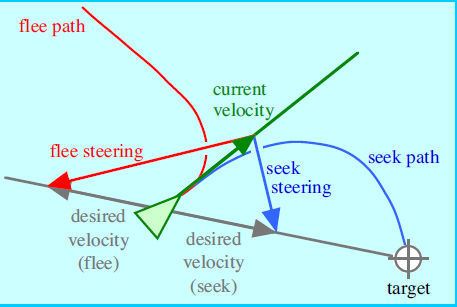 flee path
current
velocity
flee steering
seek
steering
seek path
desired
velocity
(flee)
desired
velocity
(seek)
target